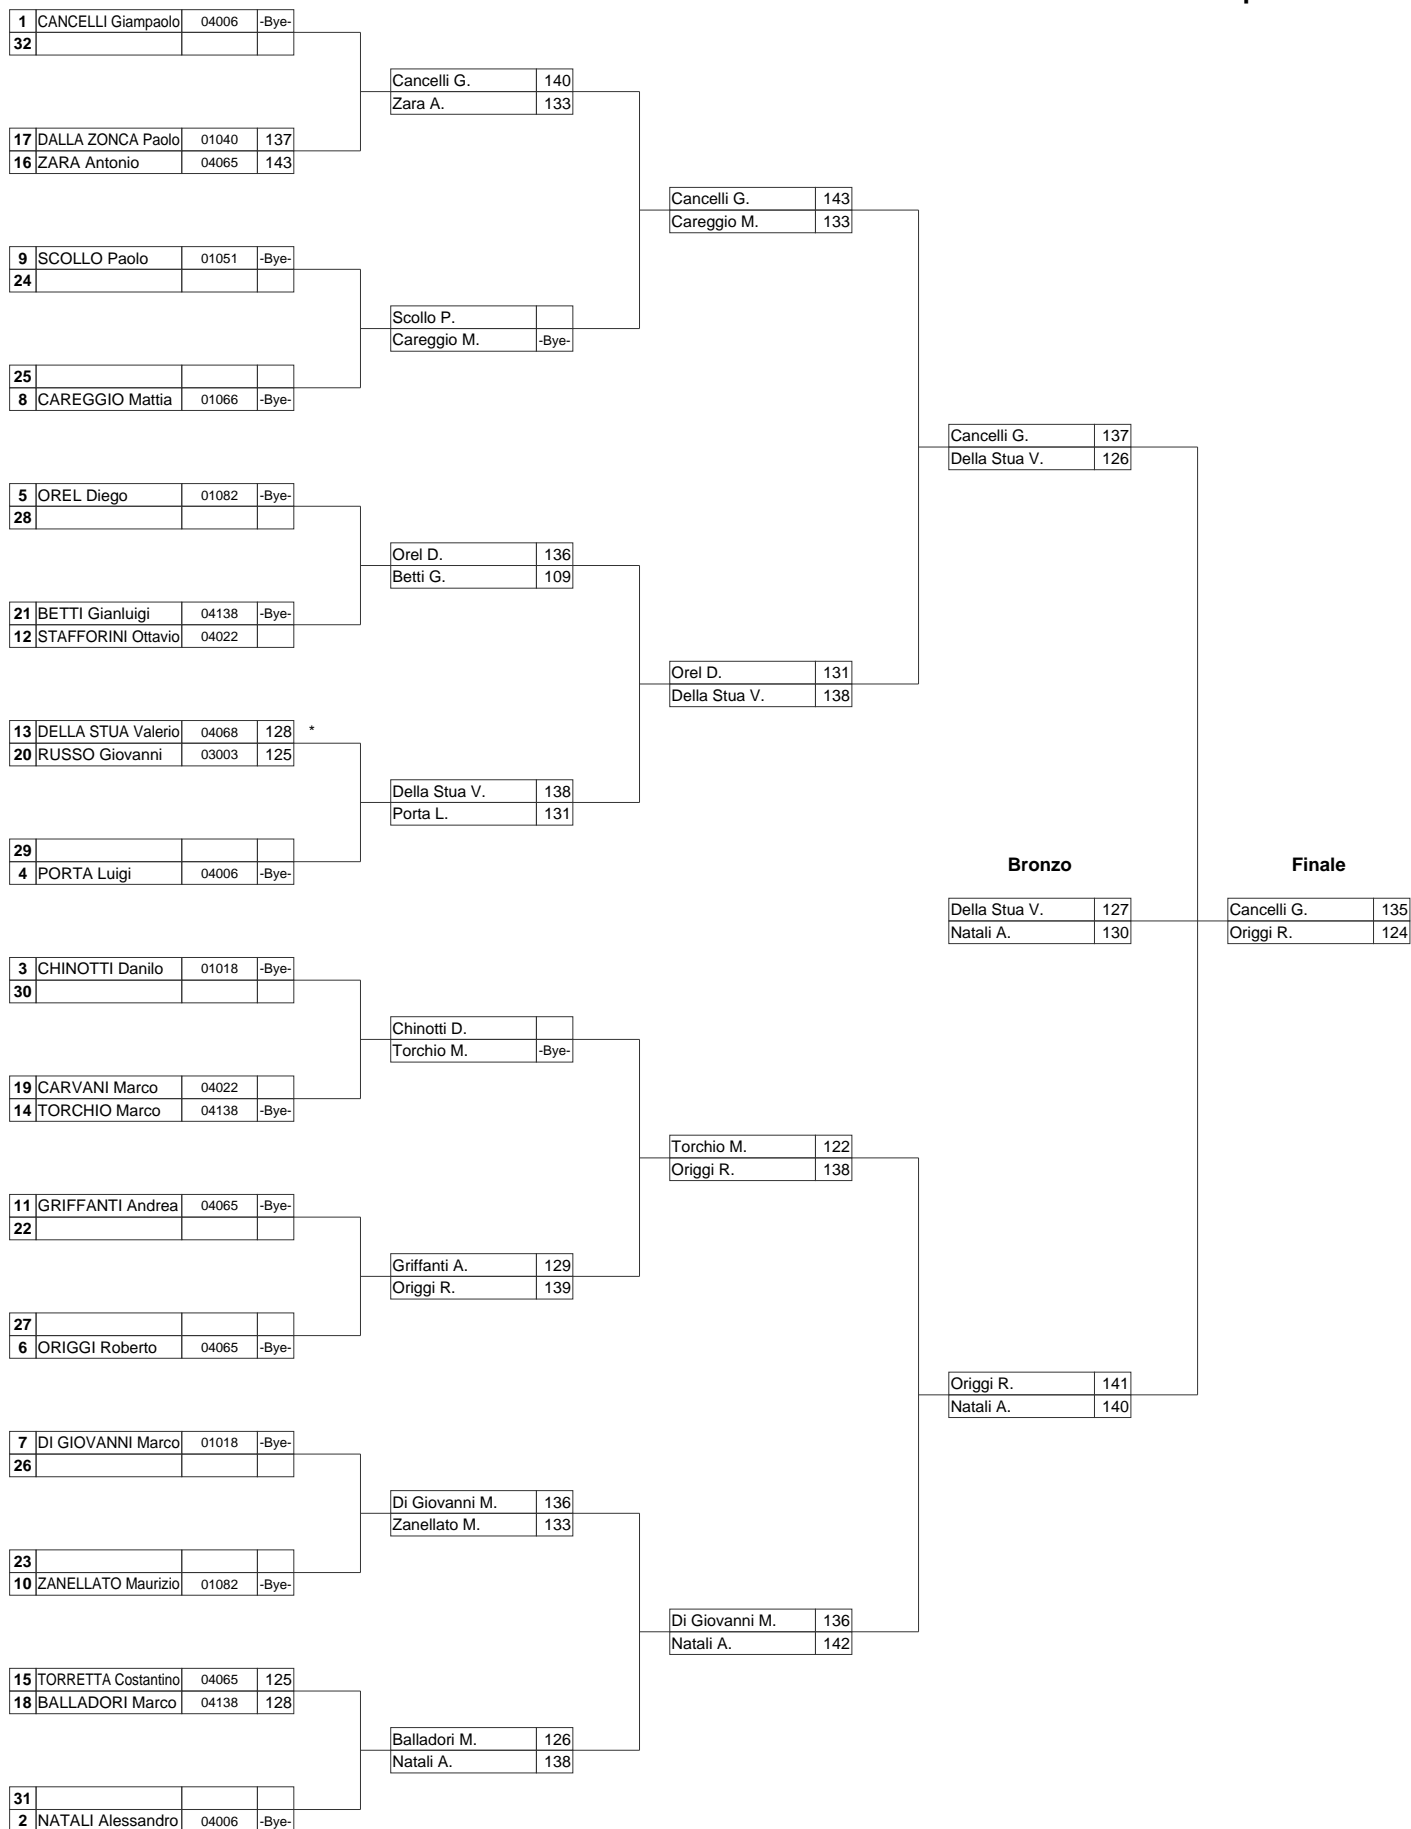 1 CANCELLI Giampaolo 04006 -Bye-
32
Cancelli G. 140
Zara A. 133
17 DALLA ZONCA Paolo 01040 137
16 ZARA Antonio 04065 143
Cancelli G. 143
Careggio M. 133
9 SCOLLO Paolo 01051 -Bye-
24
Scollo P.
Careggio M. -Bye-
25
8 CAREGGIO Mattia 01066 -Bye-
Cancelli G. 137
Della Stua V. 126
5 OREL Diego 01082 -Bye-
28
Orel D. 136
Betti G. 109
21 BETTI Gianluigi 04138 -Bye-
12 STAFFORINI Ottavio 04022
Orel D. 131
Della Stua V. 138
13 DELLA STUA Valerio 04068 128 *
20 RUSSO Giovanni 03003 125
Della Stua V. 138
Porta L. 131
29
4 PORTA Luigi 04006 -Bye-
Bronzo Finale
Della Stua V. 127 Cancelli G. 135
Natali A. 130 Origgi R. 124
3 CHINOTTI Danilo 01018 -Bye-
30
Chinotti D.
Torchio M. -Bye-
19 CARVANI Marco 04022
14 TORCHIO Marco 04138 -Bye-
Torchio M. 122
Origgi R. 138
11 GRIFFANTI Andrea 04065 -Bye-
22
Griffanti A. 129
Origgi R. 139
27
6 ORIGGI Roberto 04065 -Bye-
Origgi R. 141
Natali A. 140
7 DI GIOVANNI Marco 01018 -Bye-
26
Di Giovanni M. 136
Zanellato M. 133
23
10 ZANELLATO Maurizio 01082 -Bye-
Di Giovanni M. 136
Natali A. 142
15 TORRETTA Costantino 04065 125
18 BALLADORI Marco 04138 128
Balladori M. 126
Natali A. 138
31
2 NATALI Alessandro 04006 -Bye-